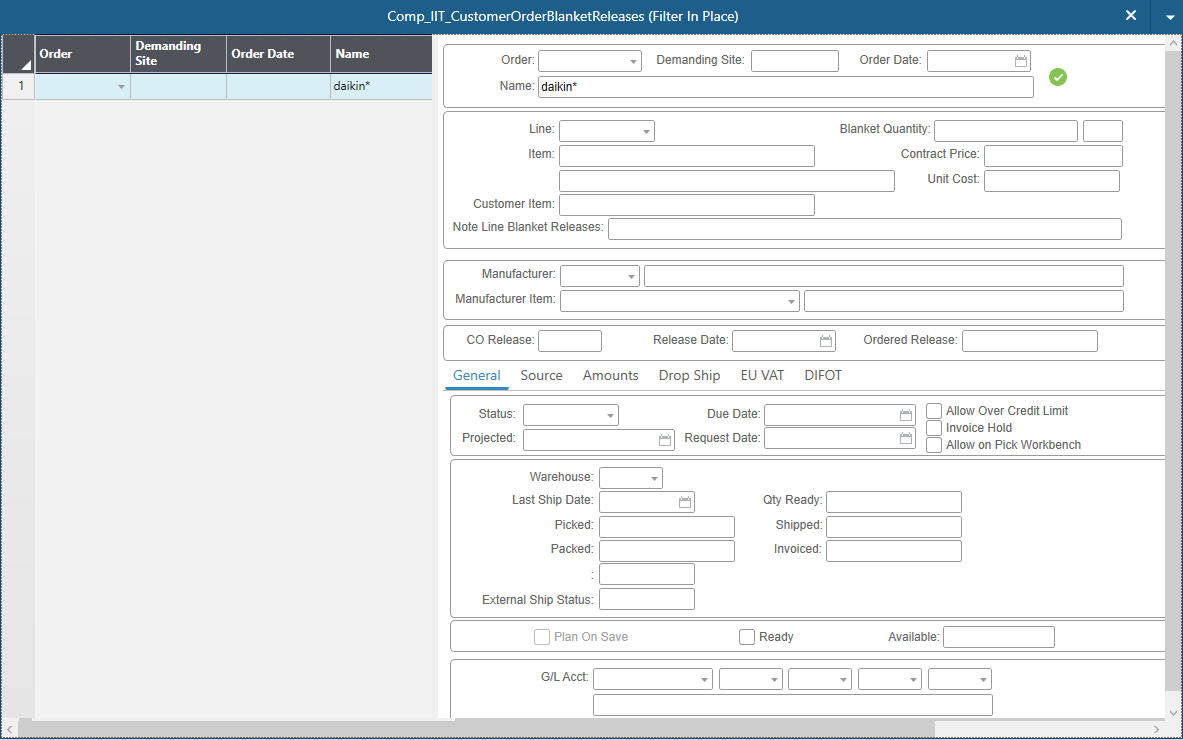 Comp_IIT_CustomerOrderBlanketReleases (Filter In Place)
Order Demanding Site Order Date Name
1 daikin*
Order: Demanding Site: Order Date:
Name: daikin*
Line: Blanket Quantity:
Item: Contract Price:
Unit Cost:
Customer Item:
Note Line Blanket Releases:
Manufacturer:
Manufacturer Item:
CO Release: Release Date: Ordered Release:
General Source Amounts Drop Ship EU VAT DIFOT
Status: Due Date: Allow Over Credit Limit
Invoice Hold
Projected: Request Date: Allow on Pick Workbench
Warehouse:
Last Ship Date: Qty Ready:
Picked: Shipped:
Packed: Invoiced:
:
External Ship Status:
Plan On Save Ready Available:
G/L Acct: